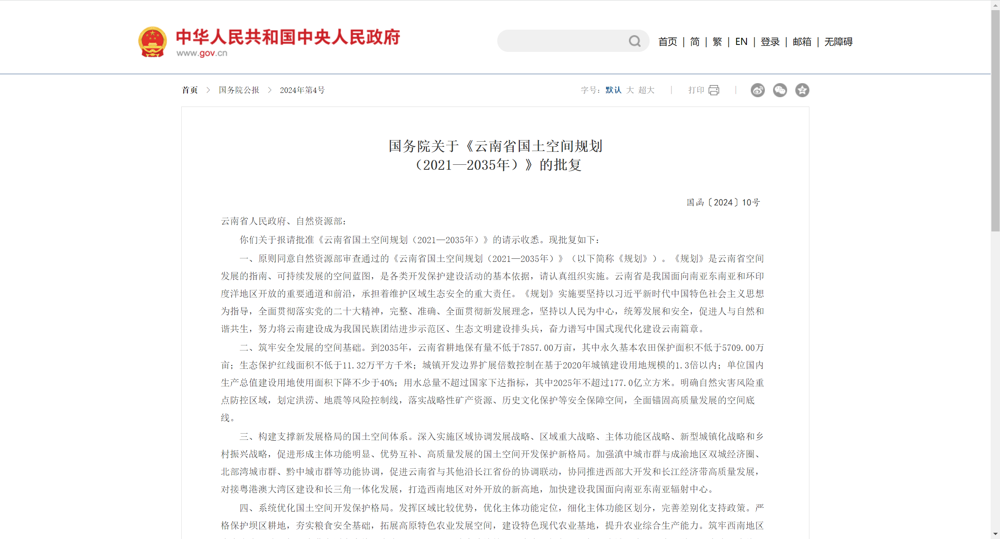 中华人民共和国中央人民政府
www.gov.cn
首页 | 简 | 繁 | EN | 登录 | 邮箱 | 无障碍
首页 > 国务院公报 > 2024年第4号
字号：默认 大 超大 | 打印 |
国务院关于《云南省国土空间规划
（2021—2035年）》的批复
国函〔2024〕10号
云南省人民政府、自然资源部：
你们关于报请批准《云南省国土空间规划（2021—2035年）》的请示收悉。现批复如下：
一、原则同意自然资源部审查通过的《云南省国土空间规划（2021—2035年）》（以下简称《规划》）。《规划》是云南省空间
发展的指南、可持续发展的空间蓝图，是各类开发保护建设活动的基本依据，请认真组织实施。云南省是我国面向南亚东南亚和环印
度洋地区开放的重要通道和前沿，承担着维护区域生态安全的重大责任。《规划》实施要坚持以习近平新时代中国特色社会主义思想
为指导，全面贯彻落实党的二十大精神，完整、准确、全面贯彻新发展理念，坚持以人民为中心，统筹发展和安全，促进人与自然和
谐共生，努力将云南建设成为我国民族团结进步示范区、生态文明建设排头兵，奋力谱写中国式现代化建设云南篇章。
二、筑牢安全发展的空间基础。到2035年，云南省耕地保有量不低于7857.00万亩，其中永久基本农田保护面积不低于5709.00万
亩；生态保护红线面积不低于11.32万平方千米；城镇开发边界扩展倍数控制在基于2020年城镇建设用地规模的1.3倍以内；单位国内
生产总值建设用地使用面积下降不少于40%；用水总量不超过国家下达指标，其中2025年不超过177.0亿立方米。明确自然灾害风险重
点防控区域，划定洪涝、地震等风险控制线，落实战略性矿产资源、历史文化保护等安全保障空间，全面锚固高质量发展的空间底
线。
三、构建支撑新发展格局的国土空间体系。深入实施区域协调发展战略、区域重大战略、主体功能区战略、新型城镇化战略和乡
村振兴战略，促进形成主体功能明显、优势互补、高质量发展的国土空间开发保护新格局。加强滇中城市群与成渝地区双城经济圈、
北部湾城市群、黔中城市群等功能协调，促进云南省与其他沿长江省份的协调联动，协同推进西部大开发和长江经济带高质量发展，
对接粤港澳大湾区建设和长三角一体化发展，打造西南地区对外开放的新高地，加快建设我国面向南亚东南亚辐射中心。
四、系统优化国土空间开发保护格局。发挥区域比较优势，优化主体功能定位，细化主体功能区划分，完善差别化支持政策。严
格保护坝区耕地，夯实粮食安全基础，拓展高原特色农业发展空间，建设特色现代农业基地，提升农业综合生产能力。筑牢西南地区